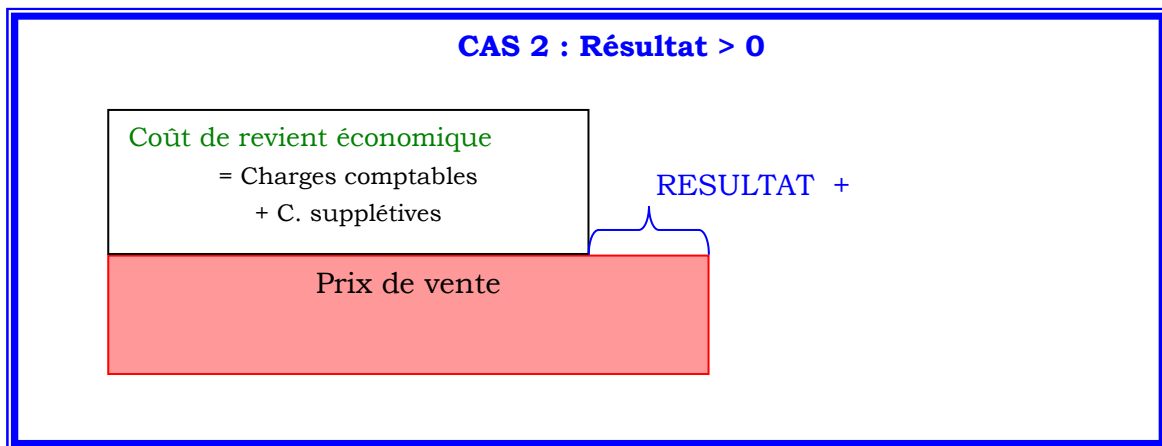 CAS 2 : Résultat > 0
Coût de revient économique
= Charges comptables
+ C. supplétives
RESULTAT +
Prix de vente